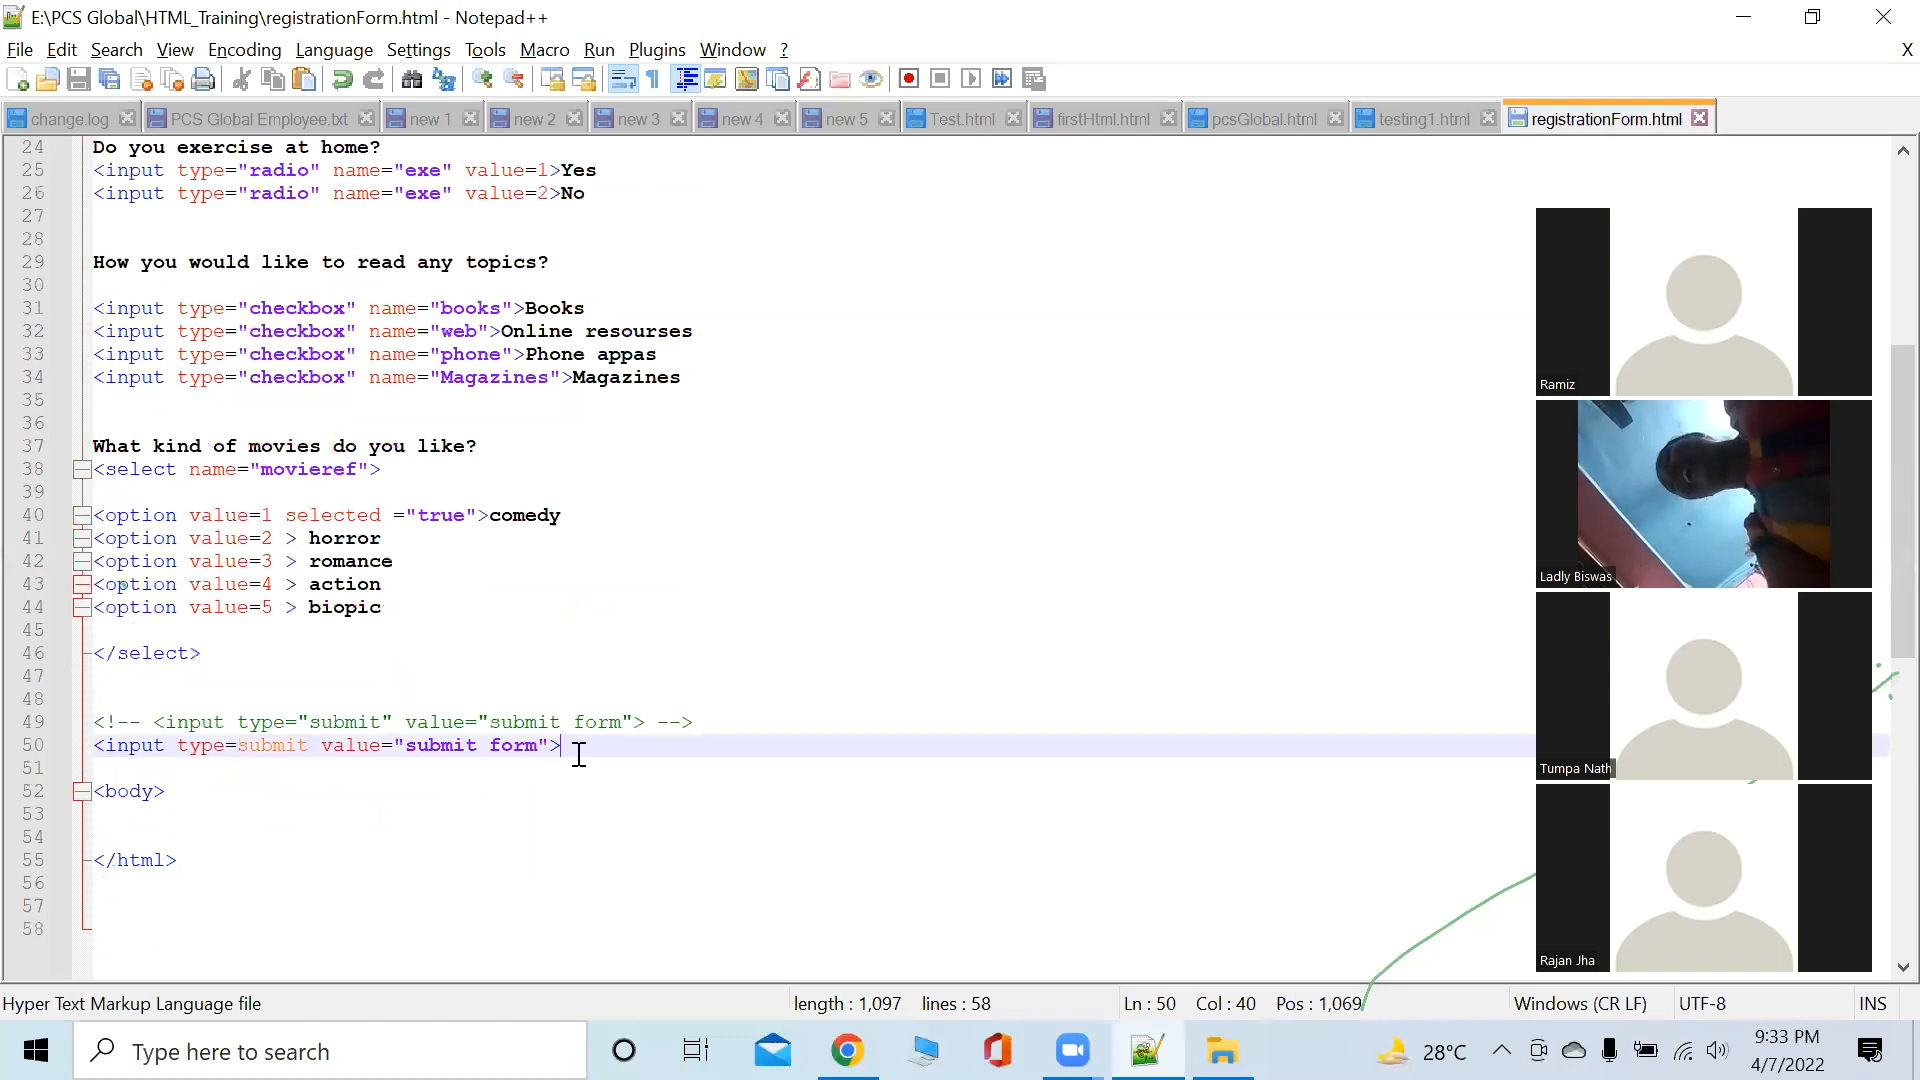 E:\PCS Global\HTML_Training\registrationForm.html - Notepad++
File Edit Search View Encoding Language Settings Tools Macro Run Plugins Window ? X
change.log PCS Global Employee.txt new 1 new 2 new 3 new 4 new 5 Test.html firstHtml.html pcsGlobal.html testing1.html registrationForm.html
24 Do you exercise at home?
25 <input type="radio" name="exe" value=1>Yes
26 <input type="radio" name="exe" value=2>No
27
28
29 How you would like to read any topics?
30
31 <input type="checkbox" name="books">Books
32 <input type="checkbox" name="web">Online resourses
33 <input type="checkbox" name="phone">Phone appas
34 <input type="checkbox" name="Magazines">Magazines
35
36
37 What kind of movies do you like?
38 <select name="movieref">
39
40 <option value=1 selected ="true">comedy
41 <option value=2 > horror
42 <option value=3 > romance
43 <option value=4 > action
44 <option value=5 > biopic
45
46 </select>
47
48
49 <!-- <input type="submit" value="submit form"> -->
50 <input type=submit value="submit form">
51
52 <body>
53
54
55 </html>
56
57
58
Ramiz
Ladly Biswas
Tumpa Nath
Rajan Jha
Hyper Text Markup Language file length : 1,097 lines : 58 Ln : 50 Col : 40 Pos : 1,069 Windows (CR LF) UTF-8 INS
Type here to search 28°C 9:33 PM
4/7/2022